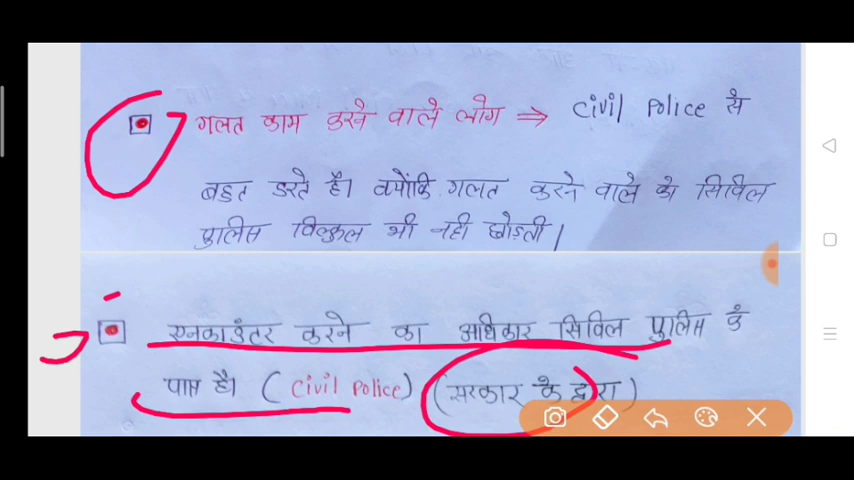 गलत काम करने वाले लोग ⇒ Civil Police से
बहुत डरते है। क्योंकि गलत करने वाले को सिविल
पुलिस विल्कुल भी नही छोड़ती।
एनकाउंटर करने का अधिकार सिविल पुलिस के
पास है। (Civil Police) (सरकार के द्वारा)